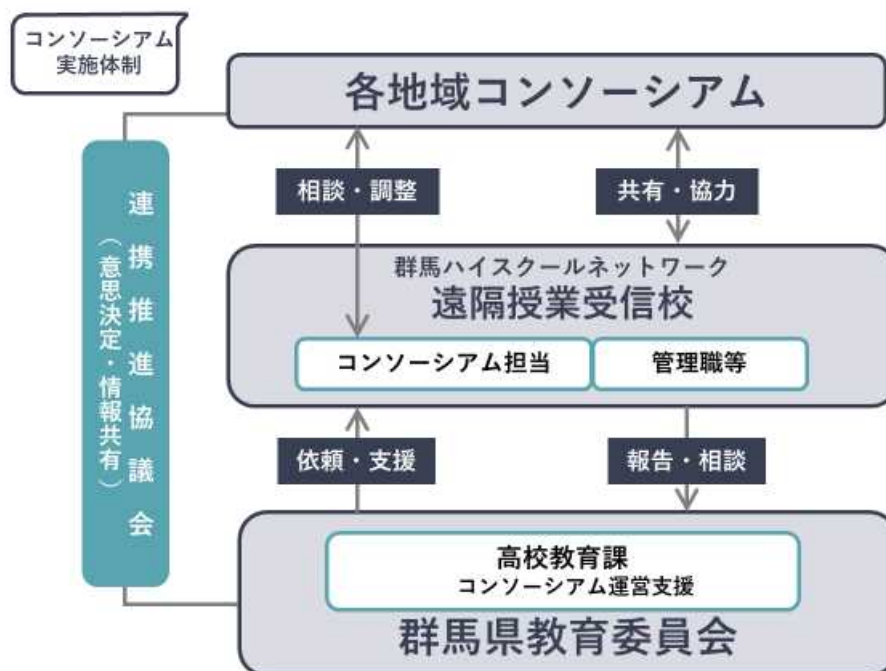 コンソーシアム
実施体制
各地域コンソーシアム
相談・調整
共有・協力
連携推進協議会
（意思決定・情報共有）
群馬ハイスクールネットワーク
遠隔授業受信校
コンソーシアム担当
管理職等
依頼・支援
報告・相談
高校教育課
コンソーシアム運営支援
群馬県教育委員会